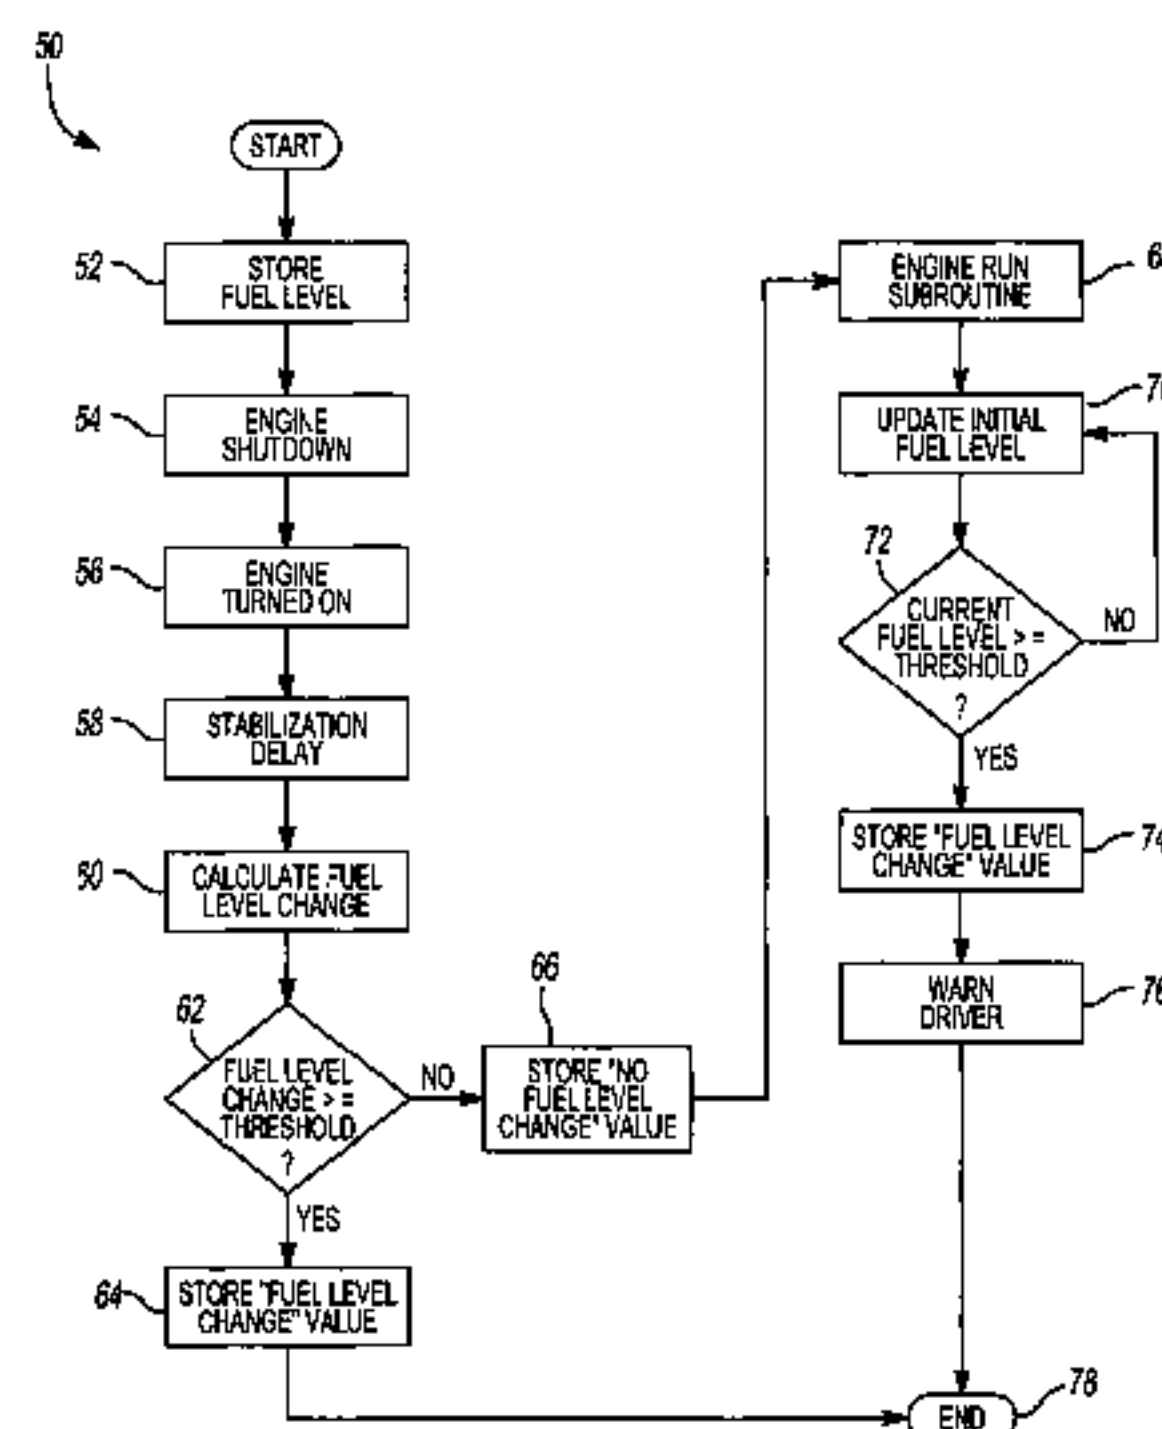 50
START
52
STORE
FUEL LEVEL
54
ENGINE
SHUTDOWN
56
ENGINE
TURNED ON
58
STABILIZATION
DELAY
60
CALCULATE FUEL
LEVEL CHANGE
62
FUEL LEVEL
CHANGE > =
THRESHOLD
?
NO
YES
64
STORE "FUEL LEVEL
CHANGE" VALUE
66
STORE "NO
FUEL LEVEL
CHANGE" VALUE
ENGINE RUN
SUBROUTINE
UPDATE INITIAL
FUEL LEVEL
72
CURRENT
FUEL LEVEL > =
THRESHOLD
?
NO
YES
STORE "FUEL LEVEL
CHANGE" VALUE
74
WARN
DRIVER
76
78
END